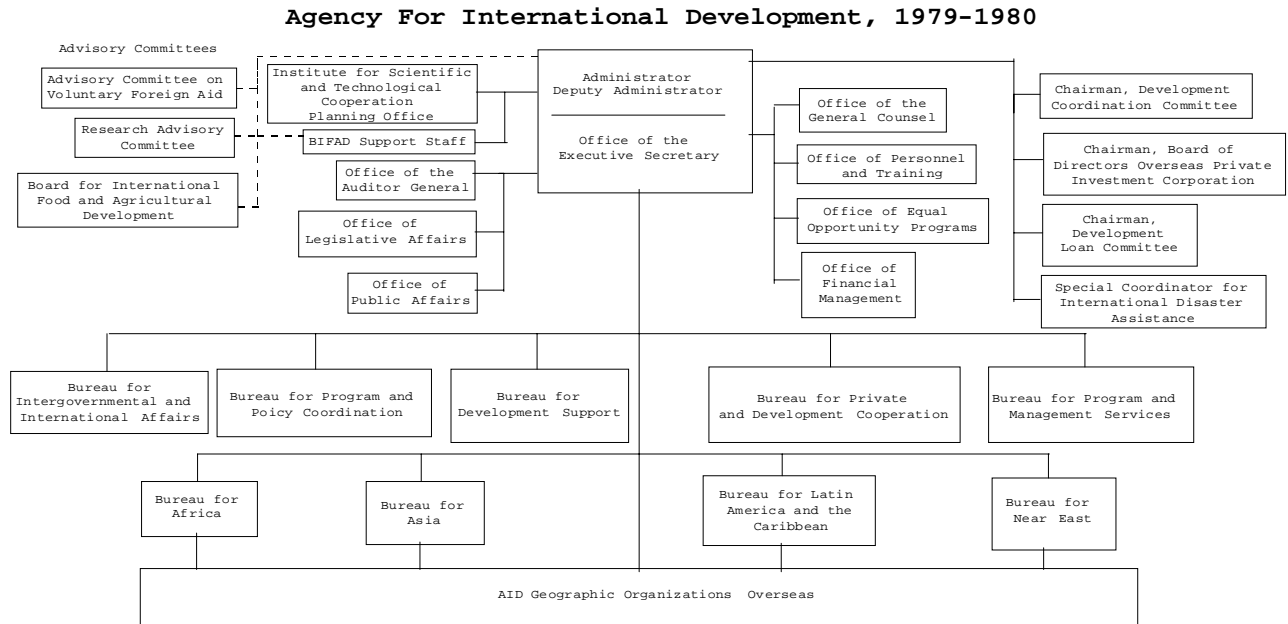 Agency For International Development, 1979-1980
Advisory Committees
Advisory Committee on
Voluntary Foreign Aid
Research Advisory
Committee
Board for International
Food and Agricultural
Development
Institute for Scientific
and Technological
Cooperation
Planning Office
BIFAD Support Staff
Office of the
Auditor General
Office of
Legislative Affairs
Office of
Public Affairs
Administrator
Deputy Administrator
Office of the
Executive Secretary
Office of the
General Counsel
Office of Personnel
and Training
Office of Equal
Opportunity Programs
Office of
Financial
Management
Chairman, Development
Coordination Committee
Chairman, Board of
Directors Overseas Private
Investment Corporation
Chairman,
Development
Loan Committee
Special Coordinator for
International Disaster
Assistance
Bureau for
Intergovernmental and
International Affairs
Bureau for Program and
Poicy Coordination
Bureau for
Development Support
Bureau for Private
and Development Cooperation
Bureau for Program and
Management Services
Bureau for
Africa
Bureau for
Asia
Bureau for Latin
America and the
Caribbean
Bureau for
Near East
AID Geographic Organizations Overseas